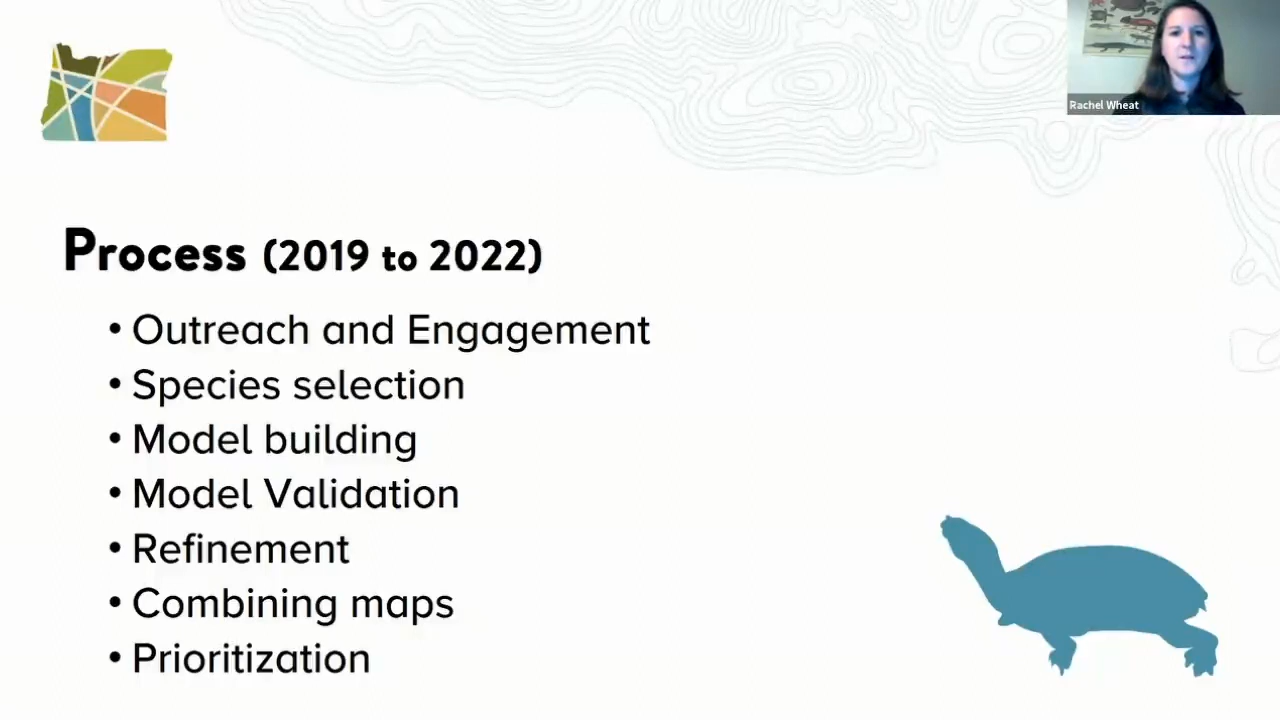 Rachel Wheat
Process (2019 to 2022)
• Outreach and Engagement
• Species selection
• Model building
• Model Validation
• Refinement
• Combining maps
• Prioritization